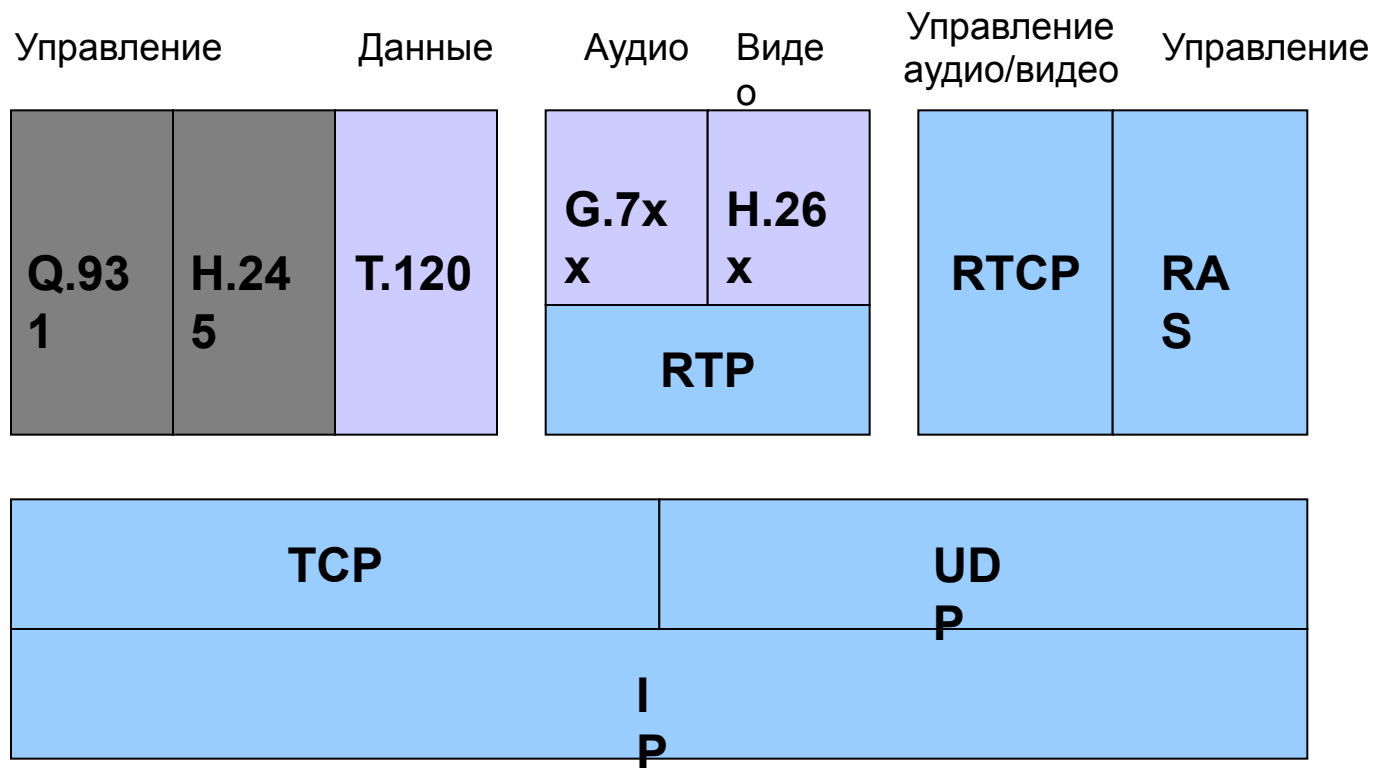 Управление
Данные
Аудио
Виде
о
Управление
аудио/видео
Управление
Q.93
1
H.24
5
T.120
G.7x
x
H.26
x
RTP
RTCP
RA
S
TCP
UD
P
I
P